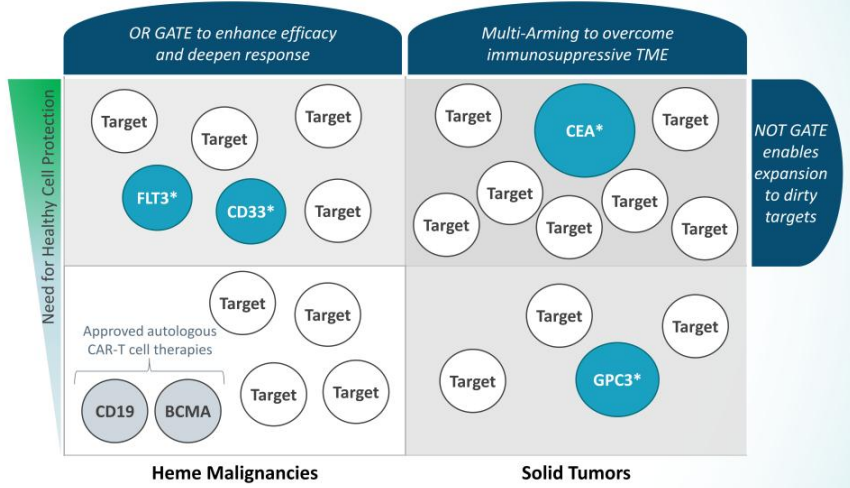 OR GATE to enhance efficacy
and deepen response
Multi-Arming to overcome
immunosuppressive TME
Need for Healthy Cell Protection
Target
Target
Target
FLT3*
CD33*
Target
Target
CEA*
Target
Target
Target
Target
Target
Target
NOT GATE
enables
expansion
to dirty
targets
Target
Target
Approved autologous
CAR-T cell therapies
CD19
BCMA
Target
Target
Target
Target
Target
GPC3*
Heme Malignancies
Solid Tumors